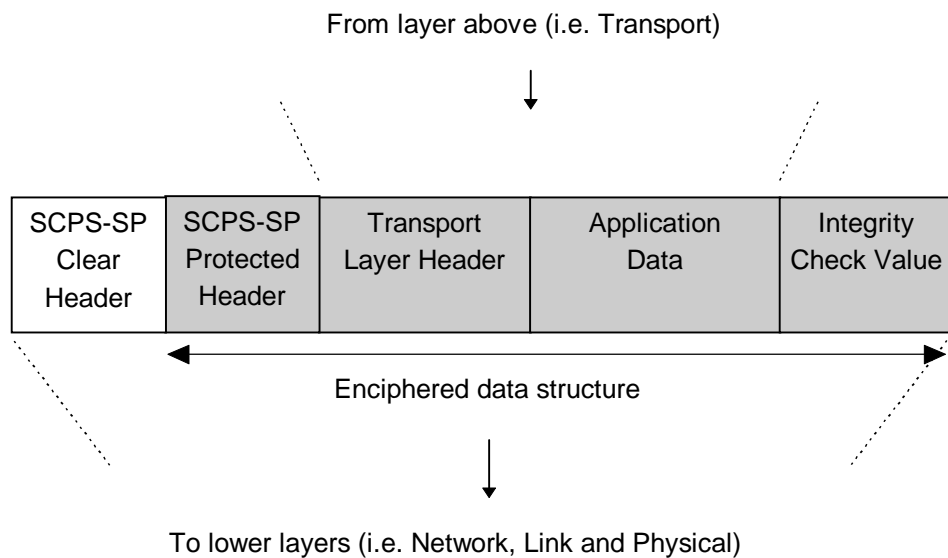 From layer above (i.e. Transport)
SCPS-SP
Clear
Header
SCPS-SP
Protected
Header
Transport
Layer Header
Application
Data
Integrity
Check Value
Enciphered data structure
To lower layers (i.e. Network, Link and Physical)